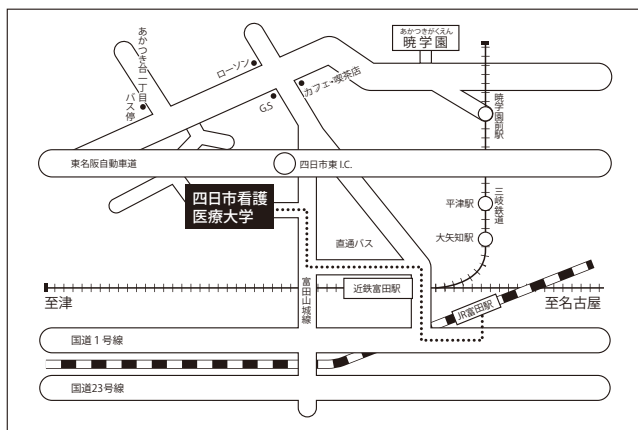 あかつきがくえん
暁学園
あかつき台一丁目
バス停
ローソン
カフェ・喫茶店
G.S
暁学園前駅
東名阪自動車道
四日市東 I.C.
四日市看護
医療大学
平津駅
三岐鉄道
大矢知駅
直通バス
富田山城線
近鉄富田駅
JR富田駅
至津
至名古屋
国道1号線
国道23号線